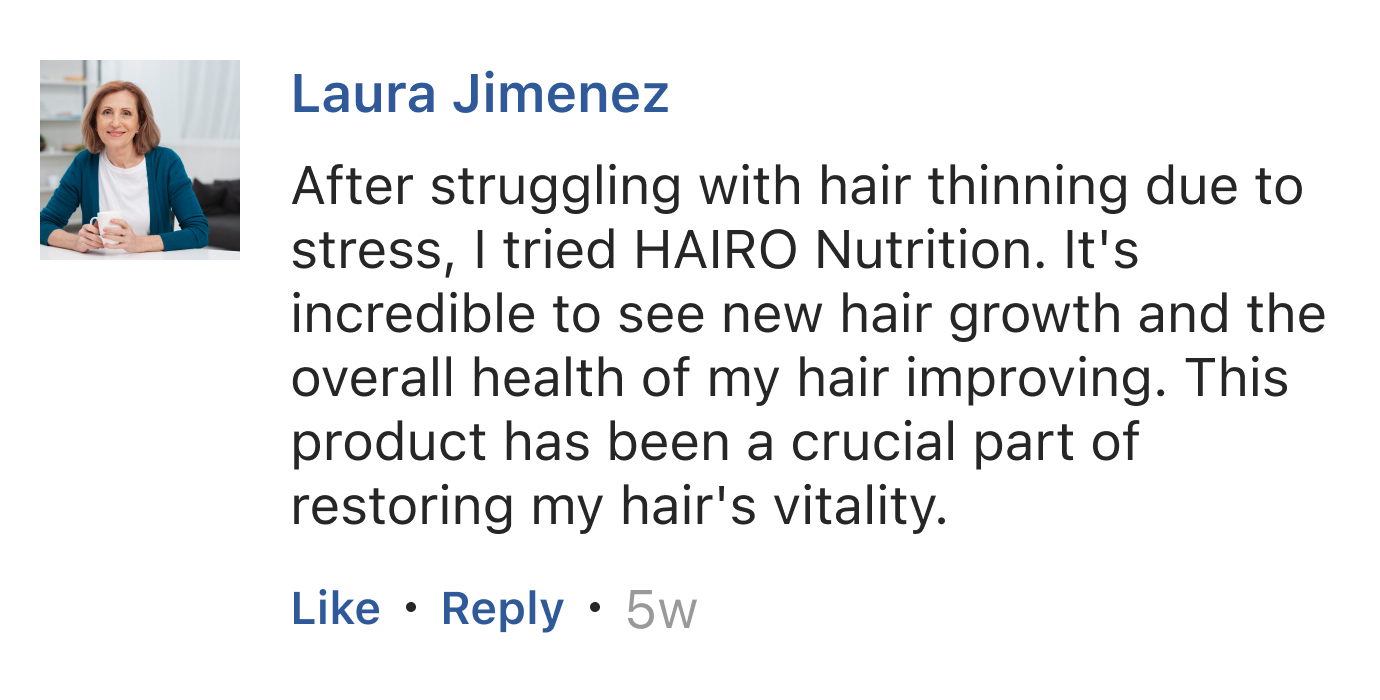 Laura Jimenez
After struggling with hair thinning due to
stress, I tried HAIRO Nutrition. It's
incredible to see new hair growth and the
overall health of my hair improving. This
product has been a crucial part of
restoring my hair's vitality.
Like • Reply • 5w